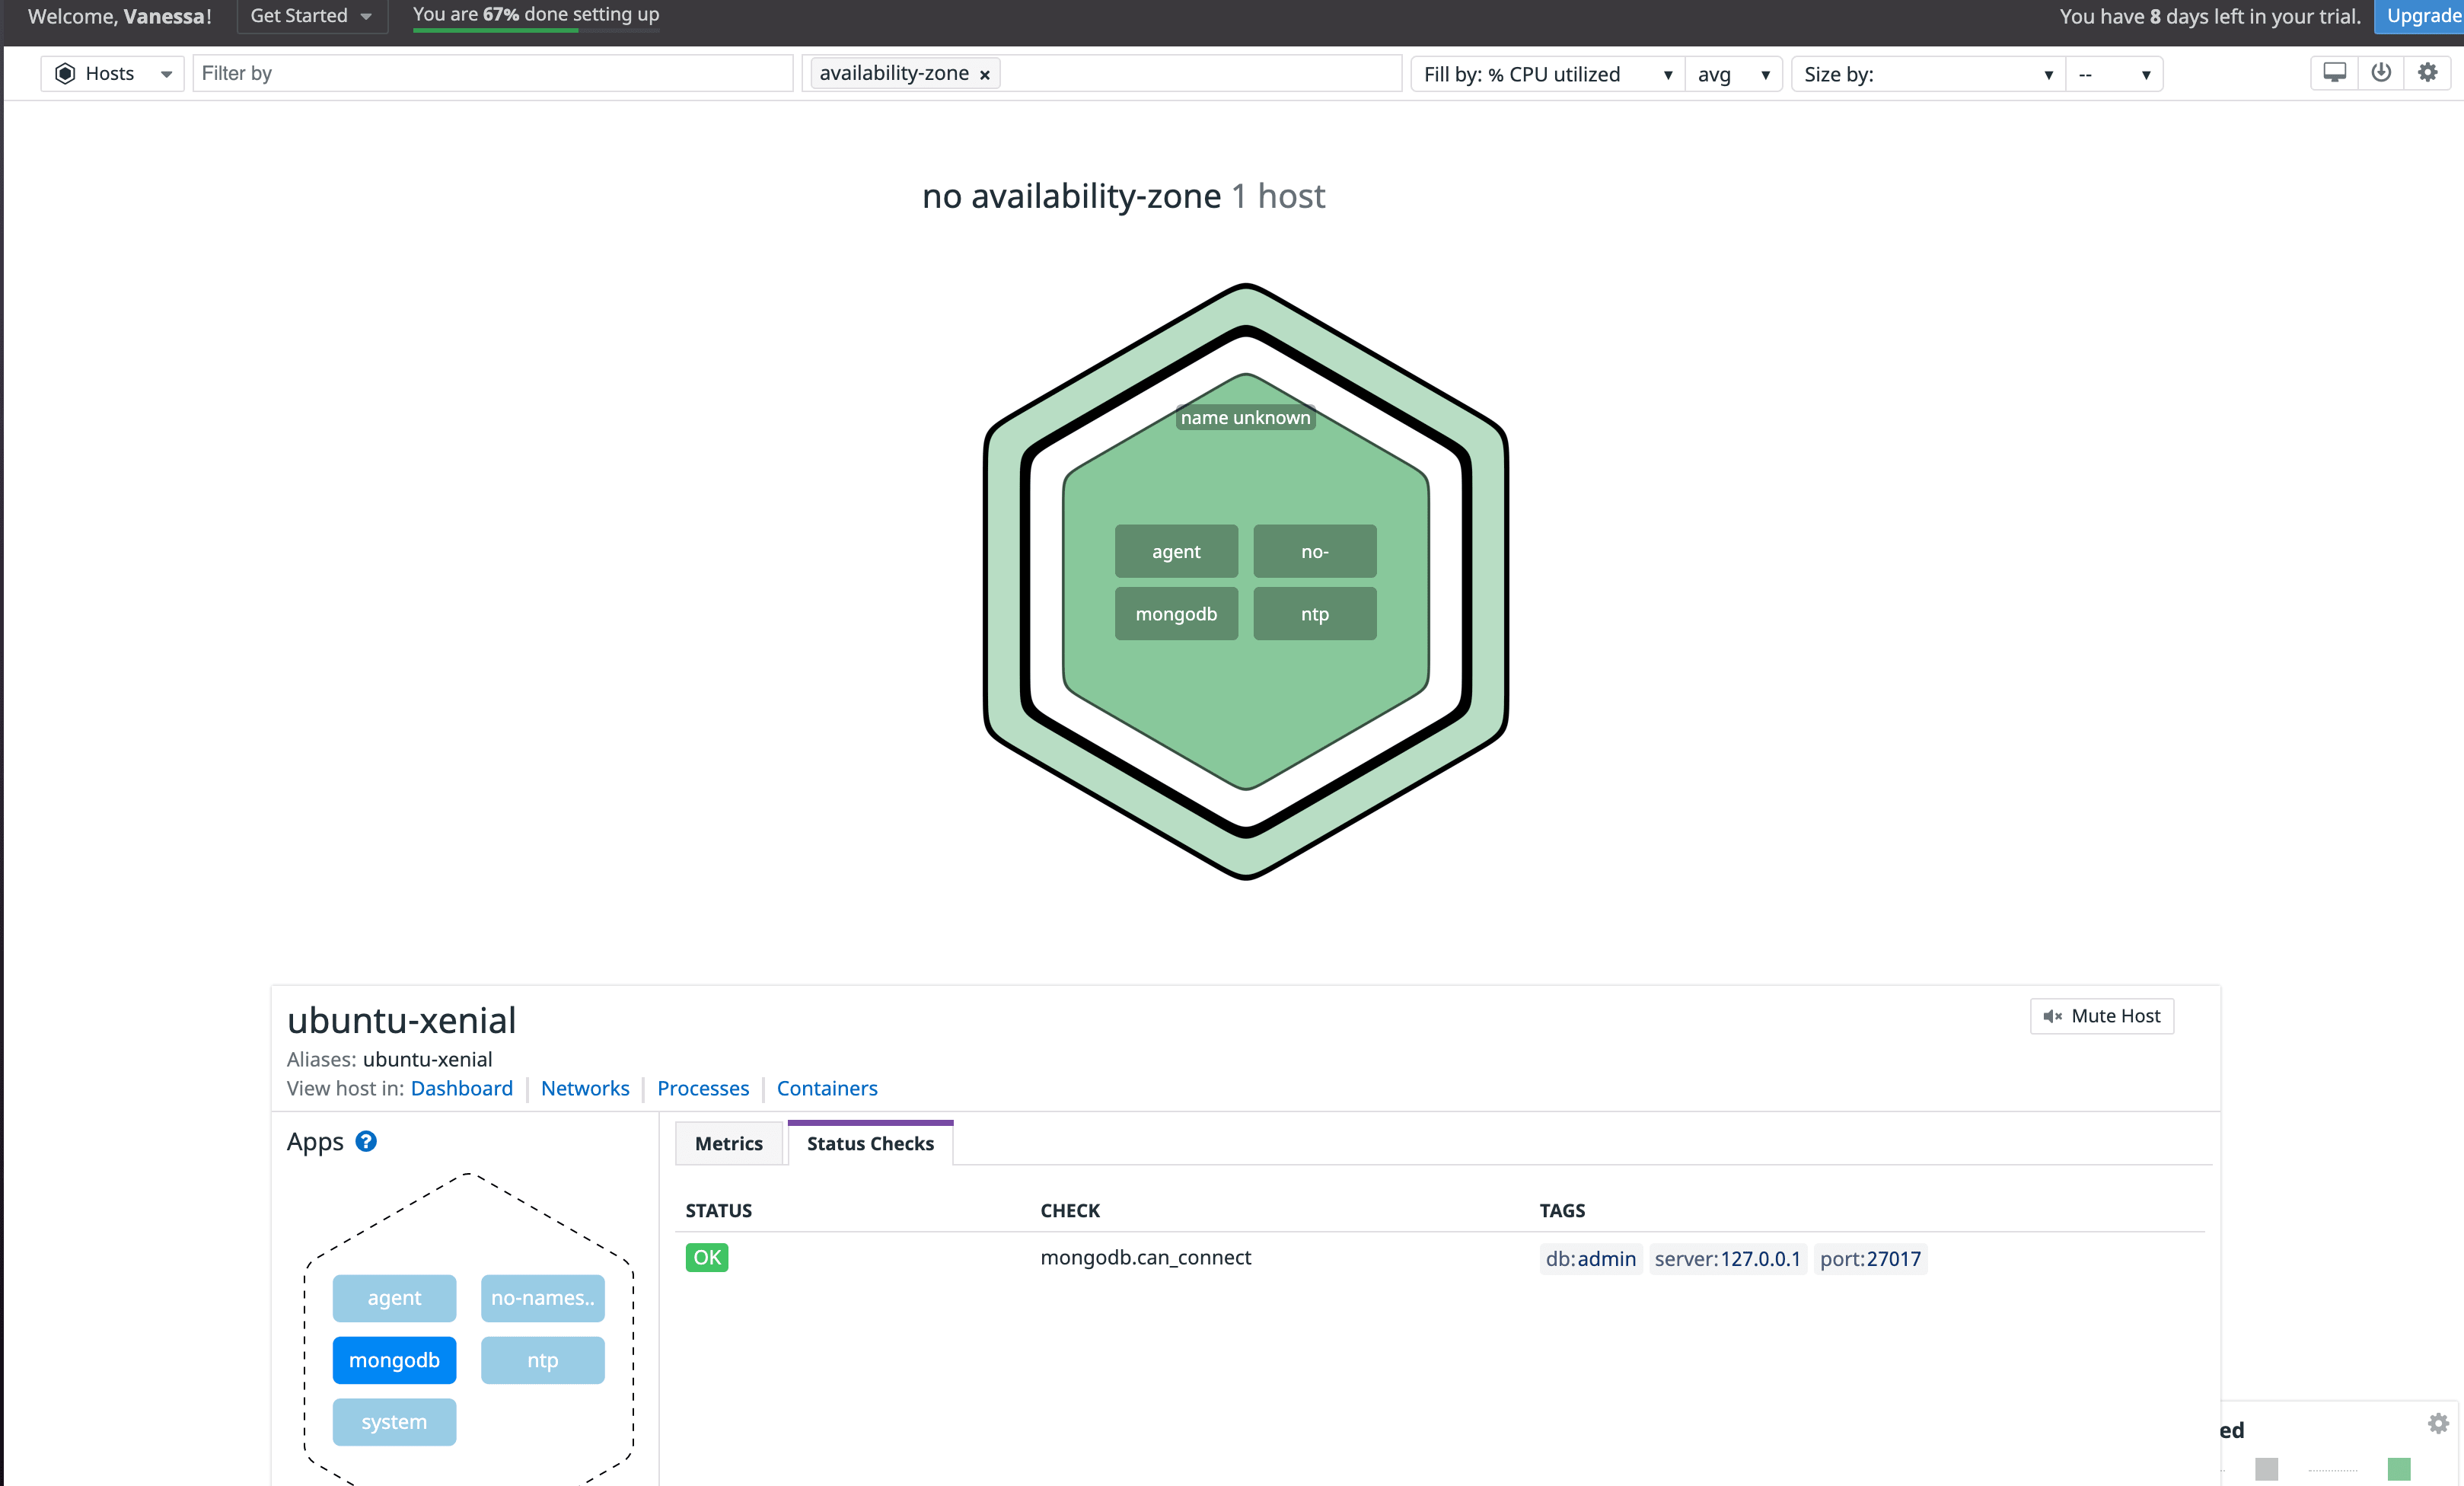 Welcome, Vanessa! Get Started You are 67% done setting up You have 8 days left in your trial. Upgrade
Hosts Filter by availability-zone × Fill by: % CPU utilized avg Size by: --
no availability-zone 1 host
name unknown
agent no-
mongodb ntp
ubuntu-xenial Mute Host
Aliases: ubuntu-xenial
View host in: Dashboard Networks Processes Containers
Apps ? Metrics Status Checks
STATUS CHECK TAGS
OK mongodb.can_connect db:admin server:127.0.0.1 port:27017
agent no-names..
mongodb ntp
system
ed